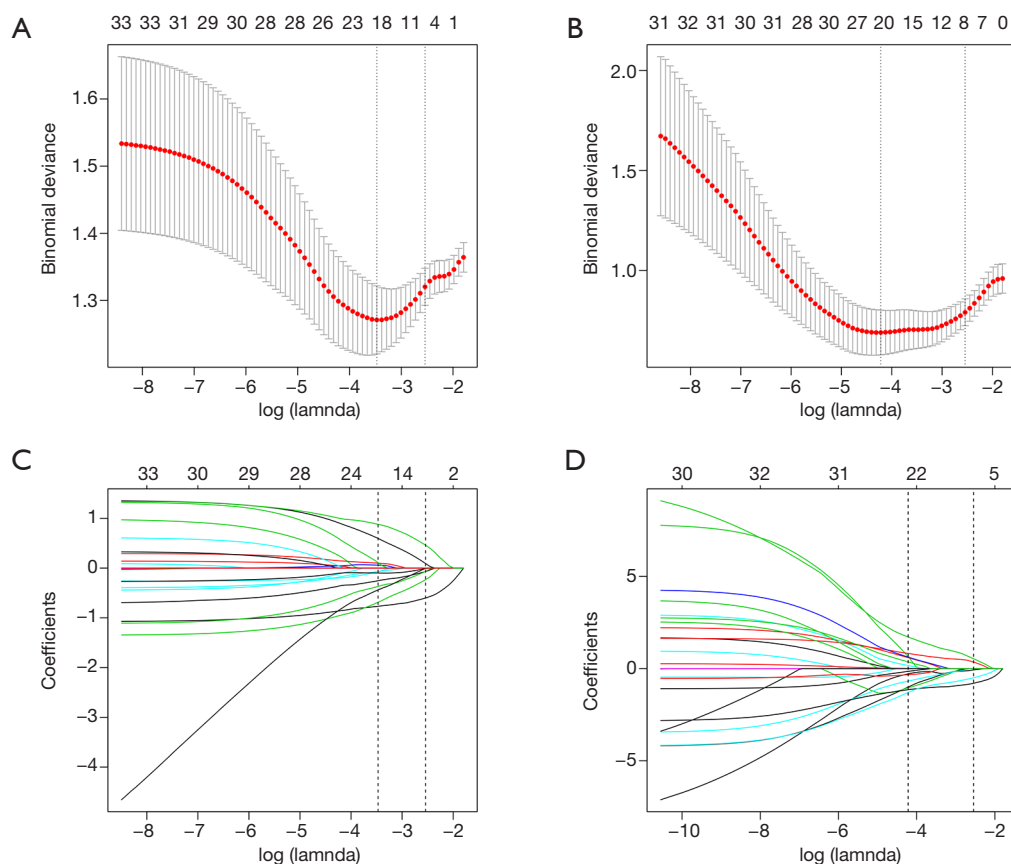 A
33 33 31 29 30 28 28 26 23 18 11 4 1
Binomial deviance
1.6
1.5
1.4
1.3
−8 −7 −6 −5 −4 −3 −2
log (lamnda)
B
31 32 31 30 31 28 30 27 20 15 12 8 7 0
Binomial deviance
2.0
1.5
1.0
−8 −7 −6 −5 −4 −3 −2
log (lamnda)
C
33 30 29 28 24 14 2
Coefficients
1
0
−1
−2
−3
−4
−8 −7 −6 −5 −4 −3 −2
log (lamnda)
D
30 32 31 22 5
Coefficients
5
0
−5
−10 −8 −6 −4 −2
log (lamnda)